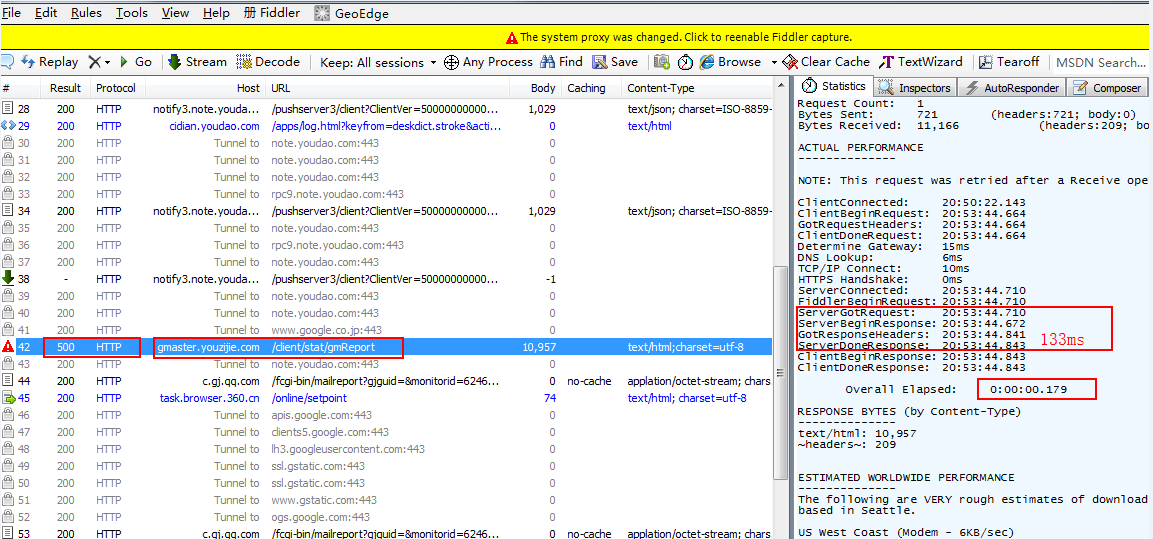 File Edit Rules Tools View Help Fiddler GeoEdge
The system proxy was changed. Click to reenable Fiddler capture.
Replay Go Stream Decode Keep: All sessions Any Process Find Save Browse Clear Cache TextWizard Tearoff MSDN Search...
# Result Protocol Host URL Body Caching Content-Type
28 200 HTTP notify3.note.youda... /pushserver3/client?ClientVer=50000000000... 1,029 text/json; charset=ISO-8859-
29 200 HTTP cidian.youdao.com /apps/log.html?keyfrom=deskdict.stroke&acti... 0 text/html
30 200 HTTP Tunnel to note.youdao.com:443 0
31 200 HTTP Tunnel to note.youdao.com:443 0
32 200 HTTP Tunnel to note.youdao.com:443 0
33 200 HTTP Tunnel to rpc9.note.youdao.com:443 0
34 200 HTTP notify3.note.youda... /pushserver3/client?ClientVer=50000000000... 1,029 text/json; charset=ISO-8859-
35 200 HTTP Tunnel to note.youdao.com:443 0
36 200 HTTP Tunnel to rpc9.note.youdao.com:443 0
37 200 HTTP Tunnel to note.youdao.com:443 0
38 - HTTP notify3.note.youda... /pushserver3/client?ClientVer=50000000000... -1
39 200 HTTP Tunnel to note.youdao.com:443 0
40 200 HTTP Tunnel to note.youdao.com:443 0
41 200 HTTP Tunnel to www.google.co.jp:443 0
42 500 HTTP gmaster.youzijie.com /client/stat/gmReport 10,957 text/html;charset=utf-8
43 200 HTTP Tunnel to note.youdao.com:443 0
44 200 HTTP c.gj.qq.com /fcgi-bin/mailreport?gjguid=&monitorid=6246... 0 no-cache applation/octet-stream; chars
45 200 HTTP task.browser.360.cn /online/setpoint 74 text/html; charset=utf-8
46 200 HTTP Tunnel to apis.google.com:443 0
47 200 HTTP Tunnel to clients5.google.com:443 0
48 200 HTTP Tunnel to lh3.googleusercontent.com:443 0
49 200 HTTP Tunnel to ssl.gstatic.com:443 0
50 200 HTTP Tunnel to ssl.gstatic.com:443 0
51 200 HTTP Tunnel to www.gstatic.com:443 0
52 200 HTTP Tunnel to ogs.google.com:443 0
53 200 HTTP c.gj.qq.com /fcgi-bin/mailreport?gjguid=&monitorid=6246... 0 no-cache applation/octet-stream; chars
Statistics Inspectors AutoResponder Composer
Request Count: 1
Bytes Sent: 721 (headers:721; body:0)
Bytes Received: 11,166 (headers:209; bo
ACTUAL PERFORMANCE
---------------
NOTE: This request was retried after a Receive ope
ClientConnected: 20:50:22.143
ClientBeginRequest: 20:53:44.664
GotRequestHeaders: 20:53:44.664
ClientDoneRequest: 20:53:44.664
Determine Gateway: 15ms
DNS Lookup: 6ms
TCP/IP Connect: 10ms
HTTPS Handshake: 0ms
ServerConnected: 20:53:44.710
FiddlerBeginRequest: 20:53:44.710
ServerGotRequest: 20:53:44.710
ServerBeginResponse: 20:53:44.672
GotResponseHeaders: 20:53:44.841
133ms
ServerDoneResponse: 20:53:44.843
ClientBeginResponse: 20:53:44.843
ClientDoneResponse: 20:53:44.843
Overall Elapsed: 0:00:00.179
RESPONSE BYTES (by Content-Type)
---------------
text/html: 10,957
~headers~: 209
ESTIMATED WORLDWIDE PERFORMANCE
---------------
The following are VERY rough estimates of download
based in Seattle.
US West Coast (Modem - 6KB/sec)